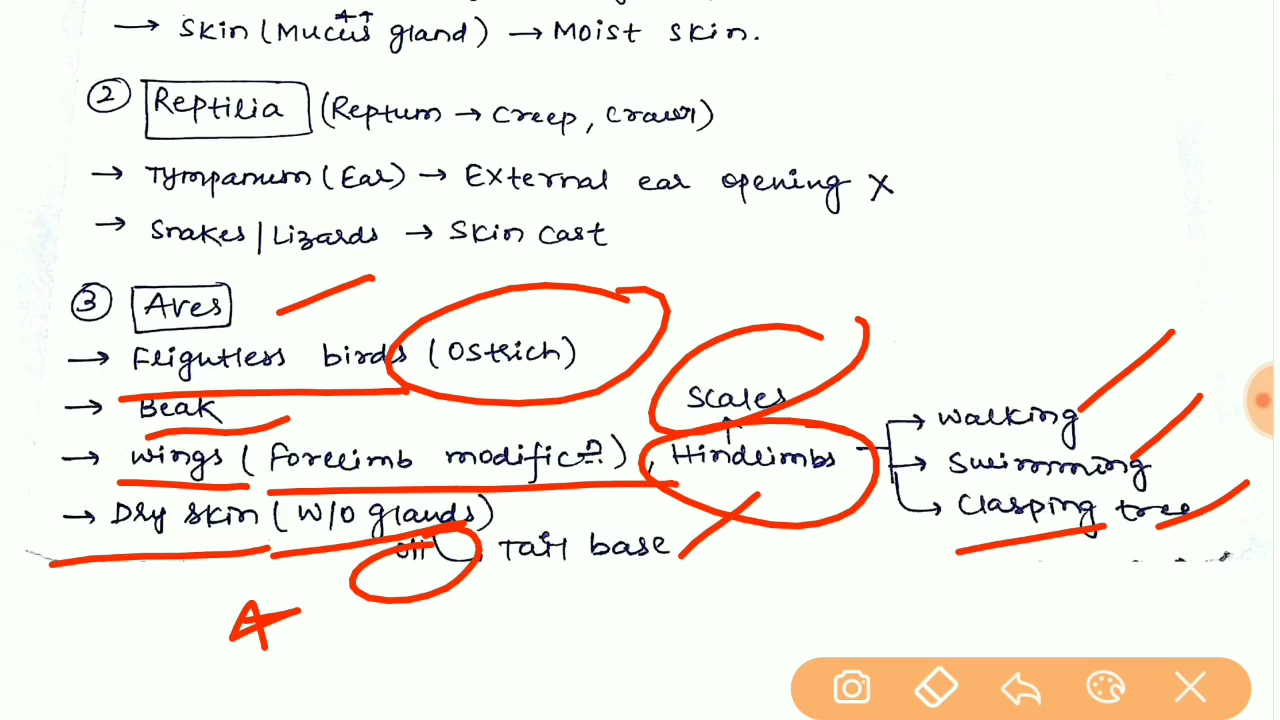 → Skin (Mucus gland) → Moist skin.
② Reptilia (Reptum → Creep, Crawl)
→ Tympanum (Ear) → External ear opening X
→ Snakes | Lizards → Skin cast
③ Aves
→ Flightless birds (Ostrich)
→ Beak
Scales
↑
→ Wings (forelimb modific?), Hindlimbs
→ Walking
→ Swimming
→ Clasping tree
→ Dry skin (W/O glands)
oil Tail base